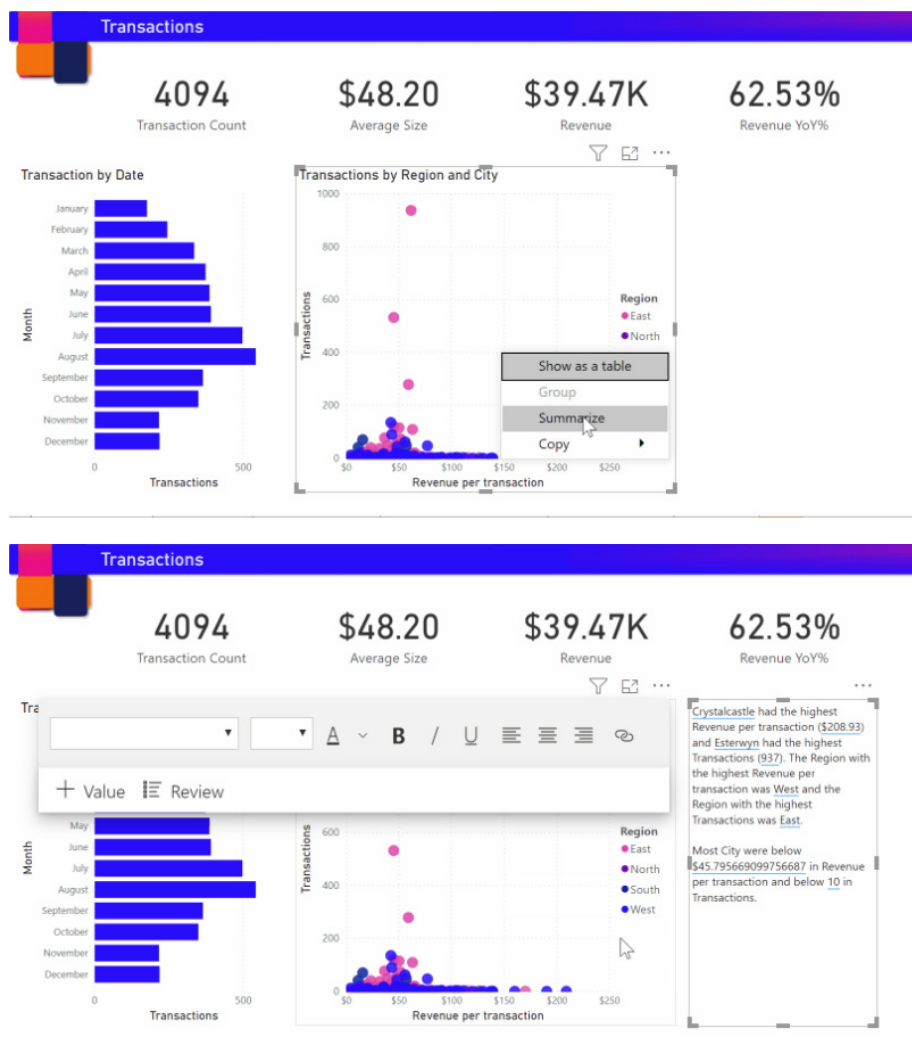 Transactions
4094
Transaction Count
$48.20
Average Size
$39.47K
Revenue
62.53%
Revenue YoY%
Transaction by Date
January
February
March
April
May
June
July
August
September
October
November
December
Month
0
500
Transactions
Transactions by Region and City
1000
800
600
400
200
0
Transactions
$0
$50
$100
$150
$200
$250
Revenue per transaction
Region
East
North
Show as a table
Group
Summarize
Copy
Transactions
4094
Transaction Count
$48.20
Average Size
$39.47K
Revenue
62.53%
Revenue YoY%
Tra
A
B
I
U
+ Value
Review
May
June
July
August
September
October
November
December
Month
0
500
Transactions
600
400
200
0
Transactions
$0
$50
$100
$150
$200
$250
Revenue per transaction
Region
East
North
South
West
Crystalcastle had the highest
Revenue per transaction ($208.93)
and Esterwyn had the highest
Transactions (937). The Region with
the highest Revenue per
transaction was West and the
Region with the highest
Transactions was East.
Most City were below
$45.795669099756687 in Revenue
per transaction and below 10 in
Transactions.